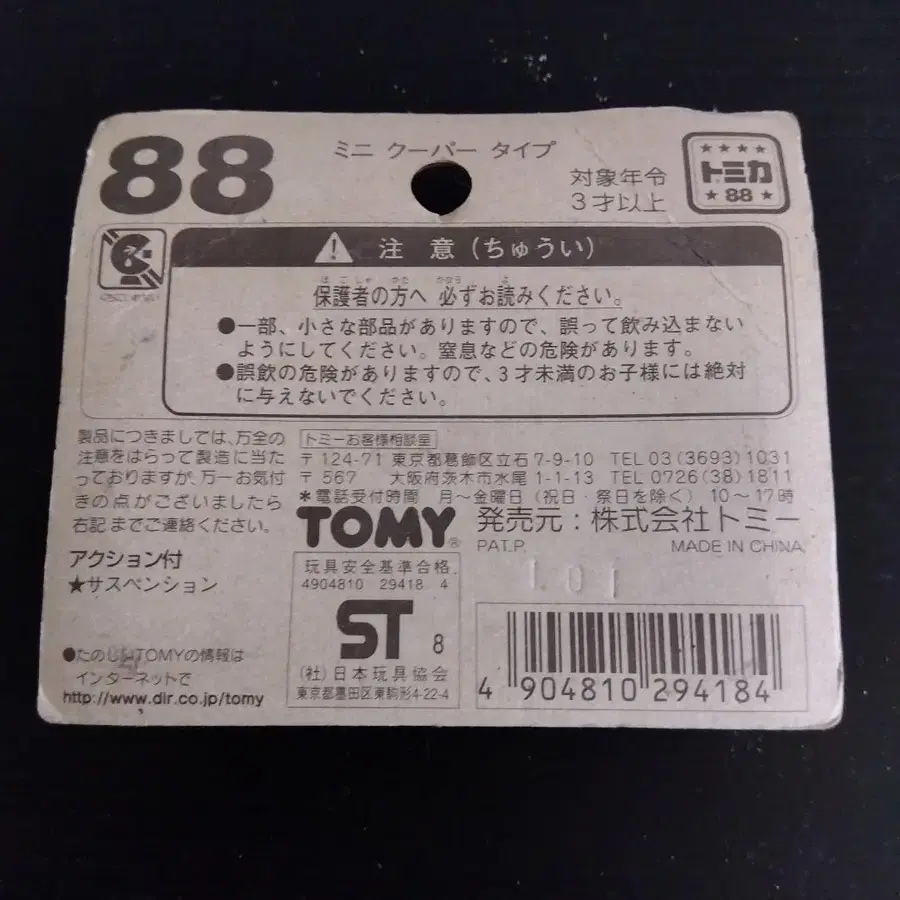 88
ミニ クーパー タイプ
対象年令
3才以上
トミカ
88
注 意 (ちゅうい)
保護者の方へ 必ずお読みください。
●一部、小さな部品がありますので、誤って飲み込まない
ようにしてください。窒息などの危険があります。
●誤飲の危険がありますので、3才未満のお子様には絶対
に与えないでください。
製品につきましては、万全の
注意をはらって製造に当た
っておりますが、万一お気付
きの点がございましたら
右記までご連絡ください。
トミーお客様相談室
〒124-71 東京都葛飾区立石7-9-10 TEL 03(3693)1031
〒567 大阪府茨木市水尾 1-1-13 TEL 0726(38)1811
*電話受付時間 月~金曜日(祝日・祭日を除く) 10~17時
TOMY® 発売元:株式会社トミー
PAT.P. MADE IN CHINA
アクション付
★サスペンション
玩具安全基準合格
4904810 29418 4
ST 8
(社)日本玩具協会
東京都墨田区東駒形4-22-4
1.01
●たのしいTOMYの情報は
インターネットで
http://www.dir.co.jp/tomy
4 904810 294184